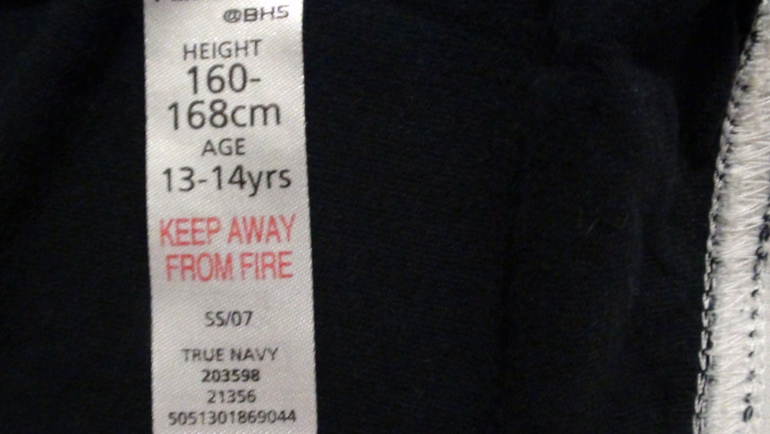 @BHS
HEIGHT
160-
168cm
AGE
13-14yrs
KEEP AWAY
FROM FIRE
SS/07
TRUE NAVY
203598
21356
5051301869044